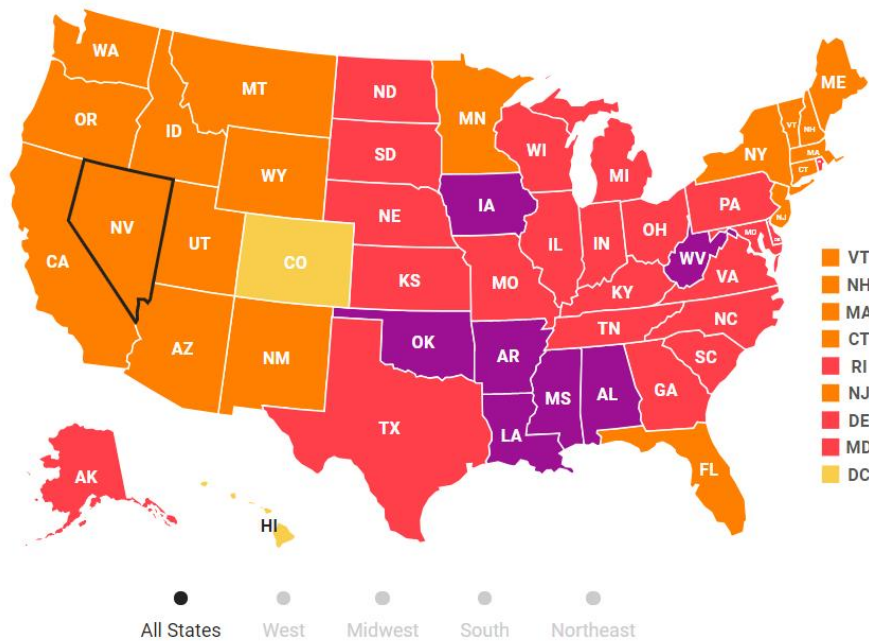 WA
MT
ND
MN
ME
OR
ID
SD
WI
VT
NH
NY
MA
MI
CT
WY
IA
NE
PA
NJ
NV
UT
CO
IL
IN
OH
MD
DE
WV
VA
CA
KS
MO
KY
AZ
NM
OK
AR
TN
NC
SC
MS
AL
GA
LA
TX
FL
AK
HI
VT
NH
MA
CT
RI
NJ
DE
MD
DC
All States
West
Midwest
South
Northeast